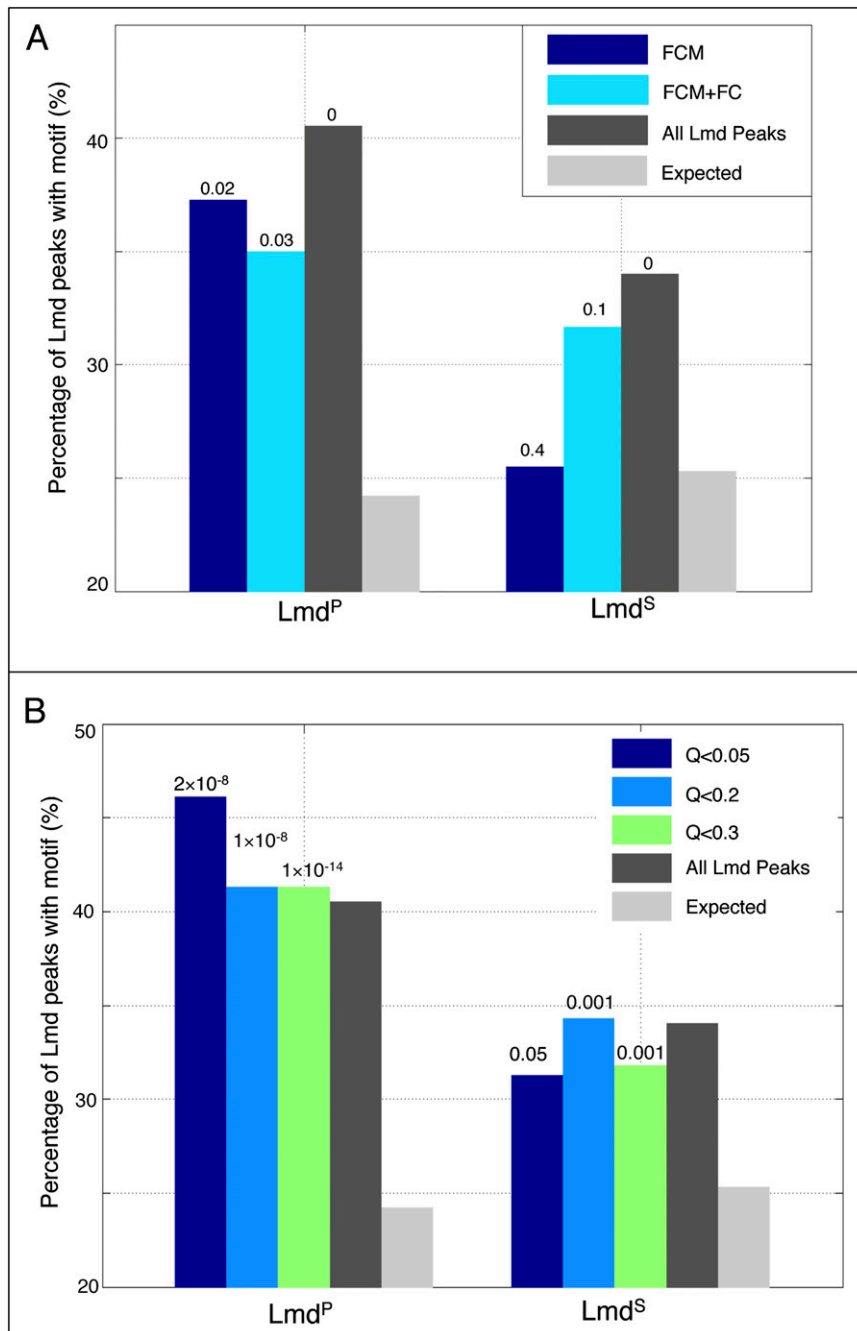 A
Percentage of Lmd peaks with motif (%)
40
30
20
FCM
FCM+FC
All Lmd Peaks
Expected
0.02
0.03
0
0.4
0.1
0
Lmdᴾ
Lmdˢ
B
Percentage of Lmd peaks with motif (%)
50
40
30
20
Q<0.05
Q<0.2
Q<0.3
All Lmd Peaks
Expected
2×10⁻⁸
1×10⁻⁸
1×10⁻¹⁴
0.05
0.001
0.001
Lmdᴾ
Lmdˢ